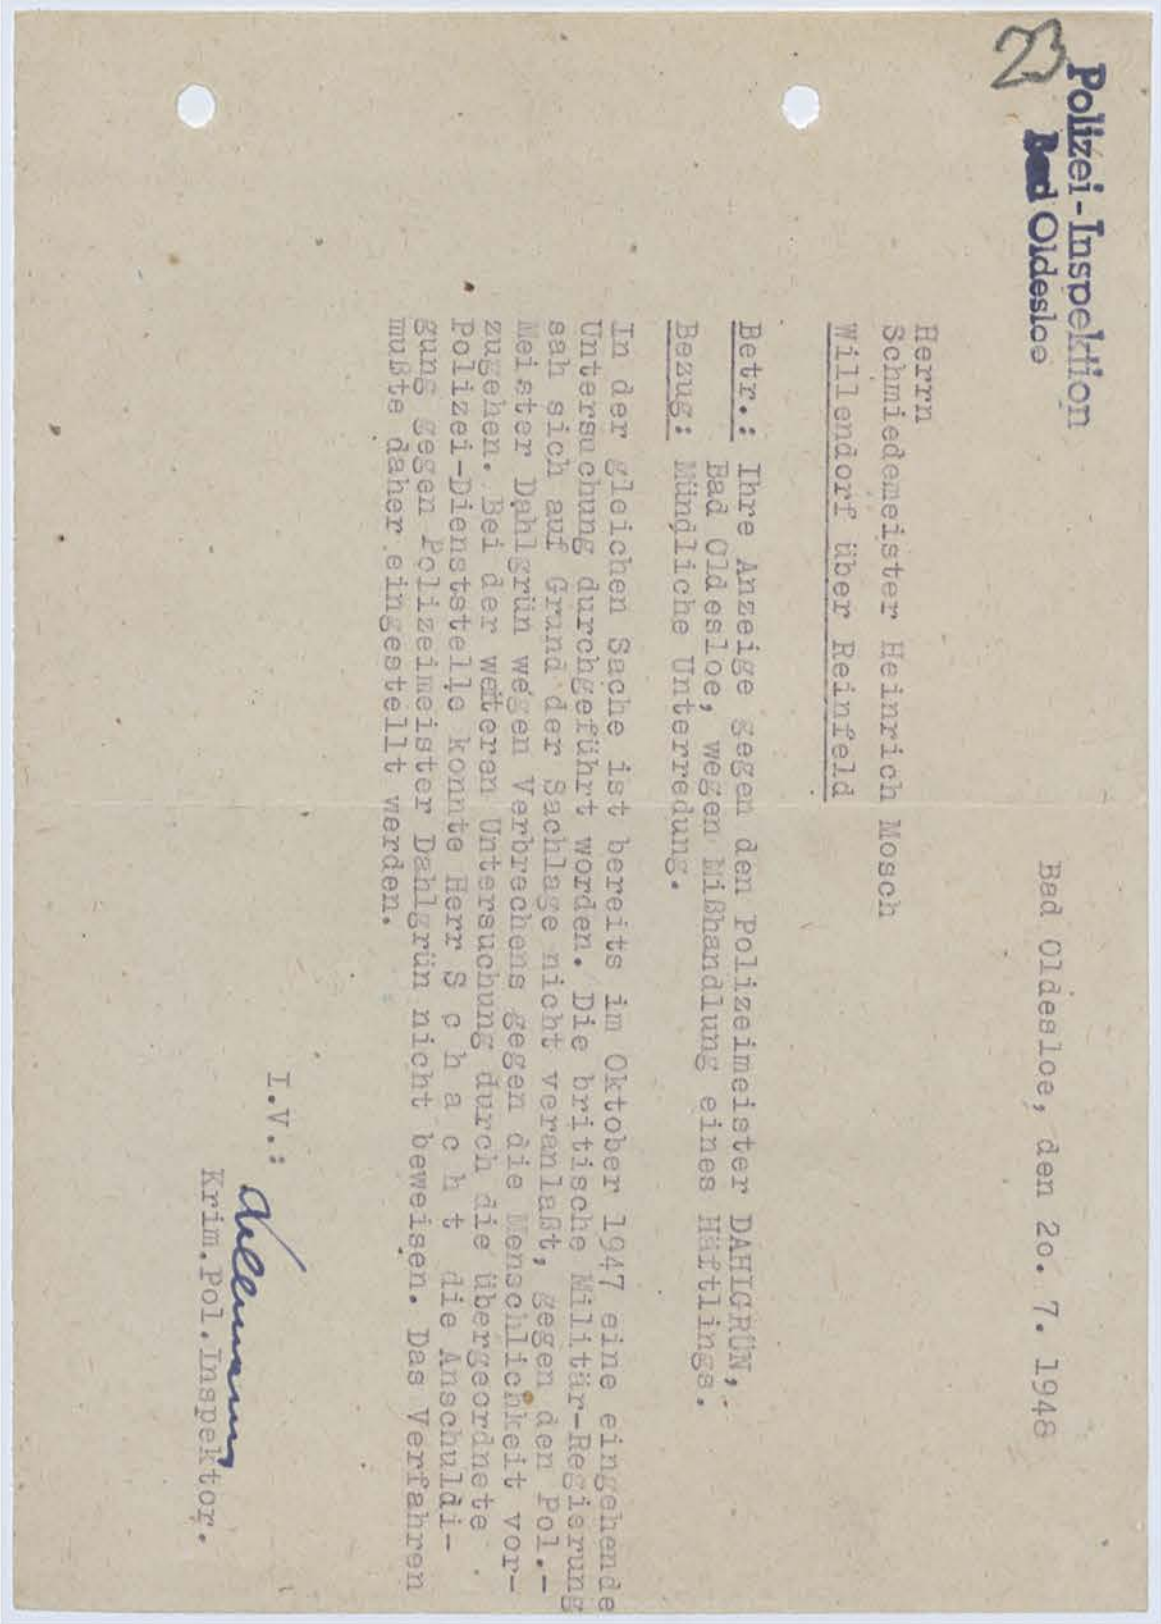 23
Polizei-Inspektion
Bad Oldesloe
Bad Oldesloe, den 2o. 7. 1948
Herrn
Schmiedemeister Heinrich Mosch
Willendorf über Reinfeld
Betr.: Ihre Anzeige gegen den Polizeimeister DAHLGRÜN,
Bad Oldesloe, wegen Mißhandlung eines Häftlings.
Bezug: Mündliche Unterredung.
In der gleichen Sache ist bereits im Oktober 1947 eine eingehende
Untersuchung durchgeführt worden. Die britische Militär-Regierung
sah sich auf Grund der Sachlage nicht veranlaßt, gegen den Pol.-
Meister Dahlgrün wegen Verbrechens gegen die Menschlichkeit vor-
zugehen. Bei der weiteren Untersuchung durch die übergeordnete
Polizei-Dienststelle konnte Herr S c h a c h t die Anschuldi-
gung gegen Polizeimeister Dahlgrün nicht beweisen. Das Verfahren
mußte daher eingestellt werden.
I.V.:
Krim.Pol.Inspektor.